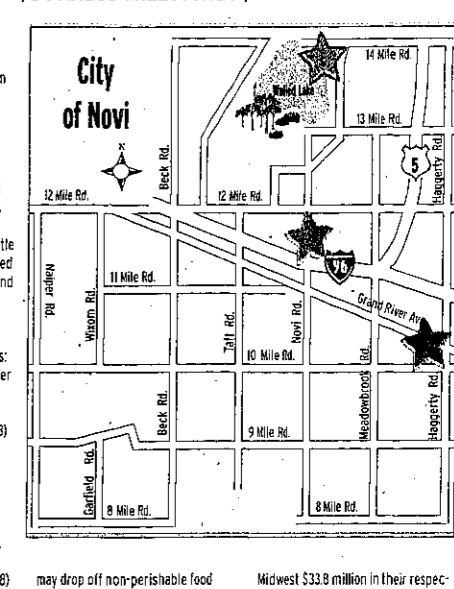 City
of Novi
N
14 Mile Rd.
Walled Lake
13 Mile Rd.
Haggerty Rd.
5
Beck Rd.
12 Mile Rd.
12 Mile Rd.
96
11 Mile Rd.
Napier Rd.
Wixom Rd.
Taft Rd.
Novi Rd.
Grand River Av
10 Mile Rd.
Meadowbrook Rd.
Haggerty Rd.
Beck Rd.
9 Mile Rd.
Garfield Rd.
8 Mile Rd.
8 Mile Rd.
may drop off non-perishable food
Midwest $33.8 million in their respec-